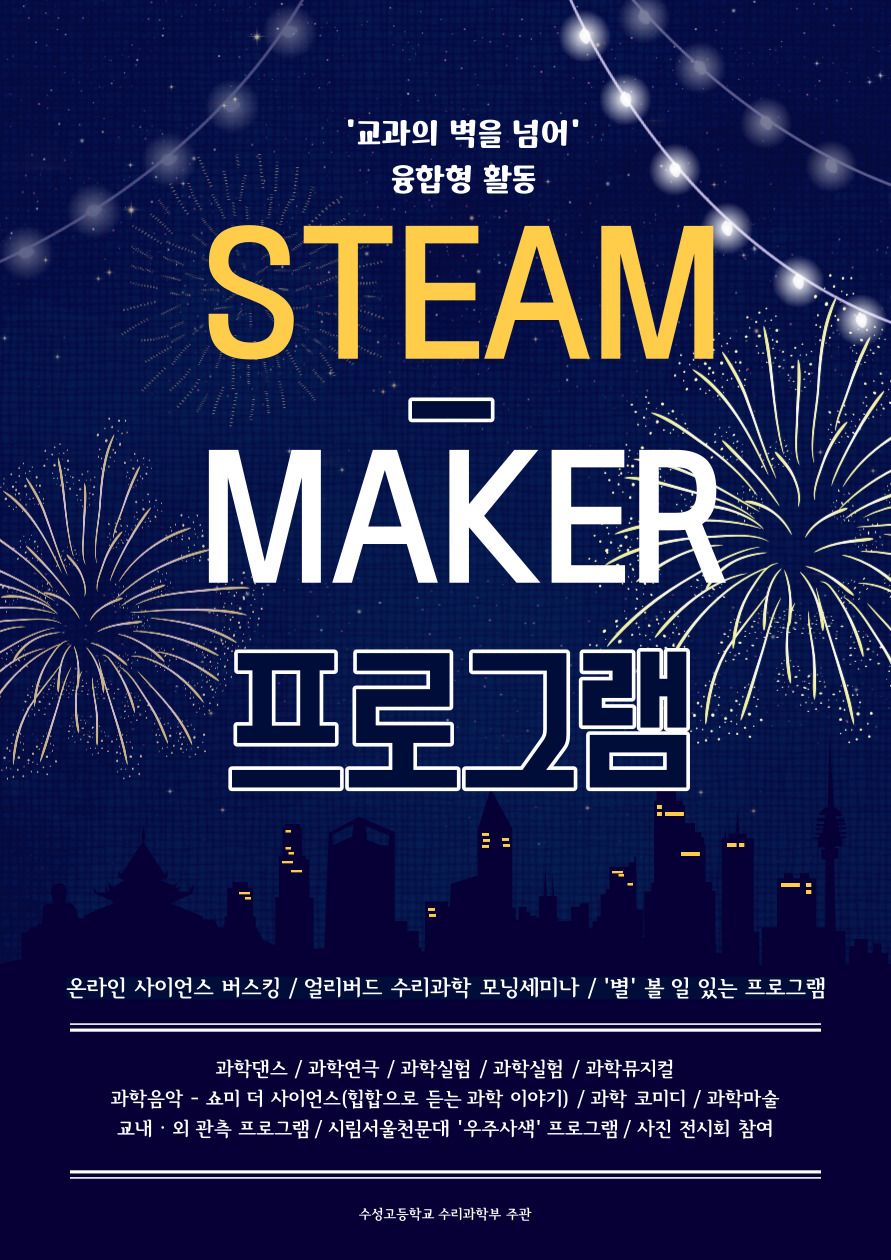 '교과의 벽을 넘어'
융합형 활동
STEAM
-
MAKER
프로그램
온라인 사이언스 버스킹 / 얼리버드 수리과학 모닝세미나 / '별' 볼 일 있는 프로그램
과학댄스 / 과학연극 / 과학실험 / 과학실험 / 과학뮤지컬
과학음악 - 쇼미 더 사이언스(힙합으로 듣는 과학 이야기) / 과학 코미디 / 과학마술
교내 · 외 관측 프로그램 / 시립서울천문대 '우주사색' 프로그램 / 사진 전시회 참여
수성고등학교 수리과학부 주관